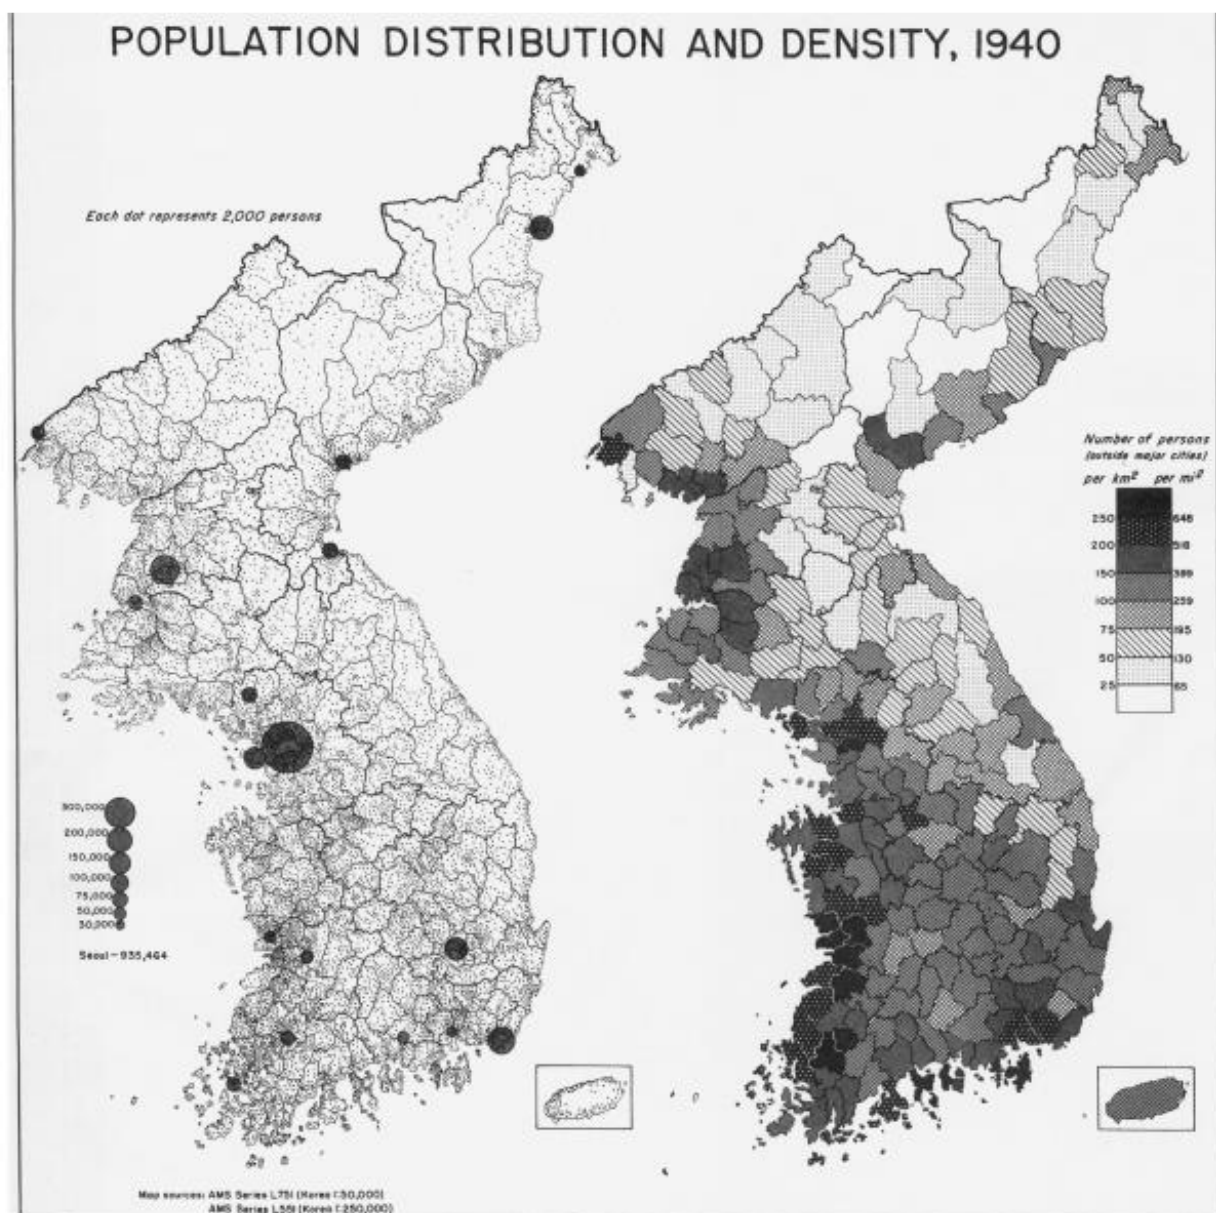 POPULATION DISTRIBUTION AND DENSITY, 1940
Each dot represents 2,000 persons
Number of persons
(outside major cities)
per km² per mi²
250 648
200 518
150 389
100 259
75 195
50 130
25 65
300,000
200,000
150,000
100,000
75,000
50,000
30,000
Seoul – 935,464
Map sources: AMS Series L751 (Korea 1:50,000)
AMS Series L551 (Korea 1:250,000)